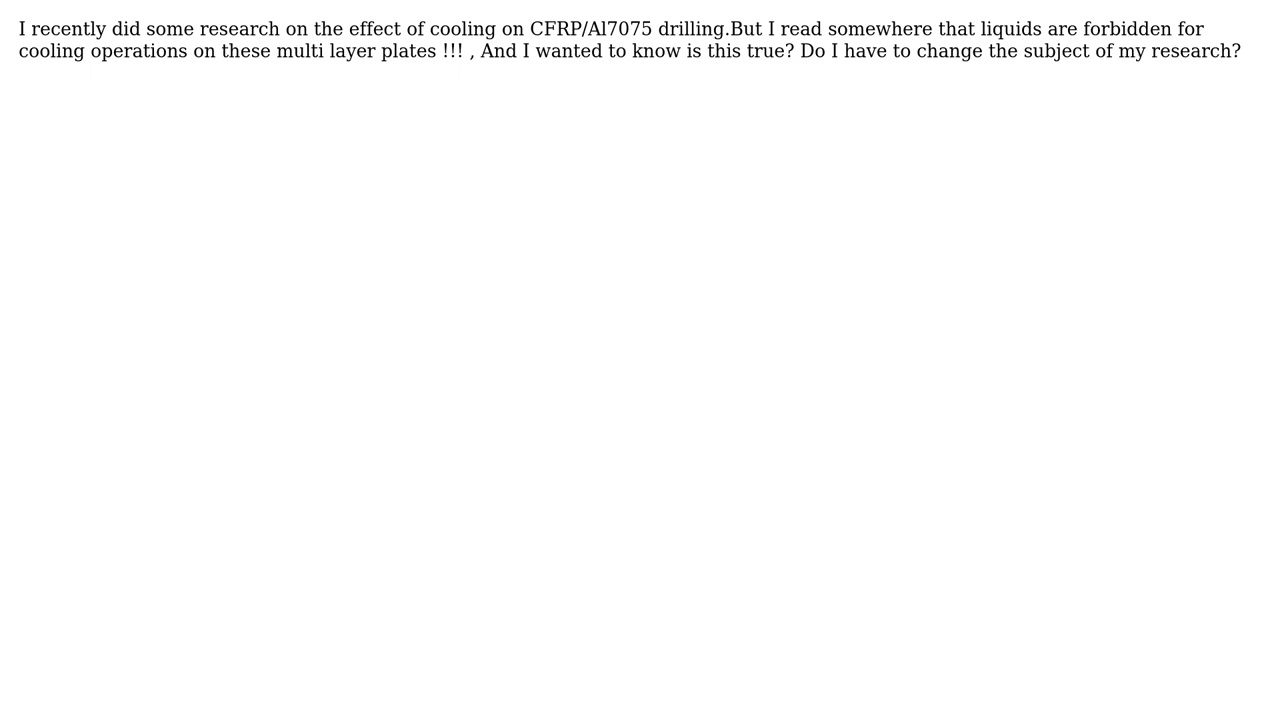 I recently did some research on the effect of cooling on CFRP/Al7075 drilling.But I read somewhere that liquids are forbidden for
cooling operations on these multi layer plates !!! , And I wanted to know is this true? Do I have to change the subject of my research?